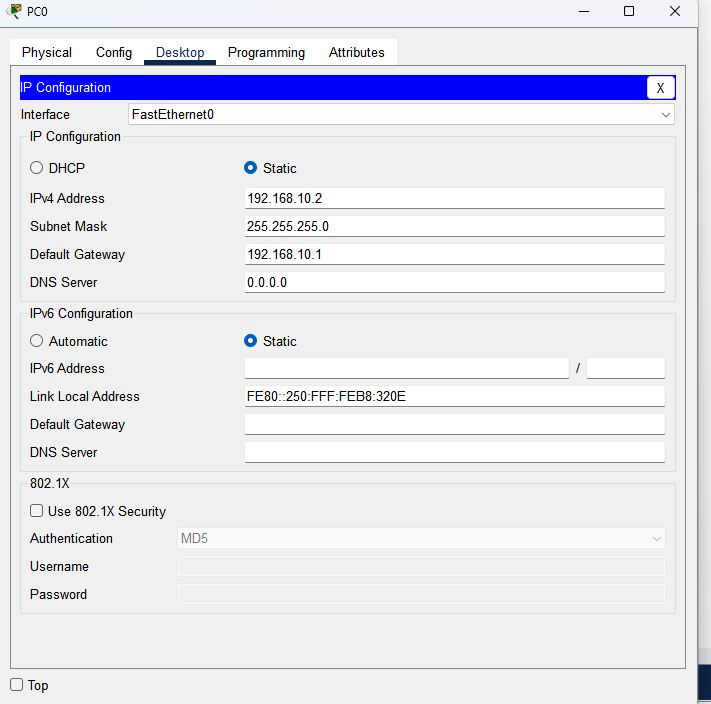 PC0
Physical Config Desktop Programming Attributes
IP Configuration X
Interface FastEthernet0
IP Configuration
DHCP Static
IPv4 Address 192.168.10.2
Subnet Mask 255.255.255.0
Default Gateway 192.168.10.1
DNS Server 0.0.0.0
IPv6 Configuration
Automatic Static
IPv6 Address /
Link Local Address FE80::250:FFF:FEB8:320E
Default Gateway
DNS Server
802.1X
Use 802.1X Security
Authentication MD5
Username
Password
Top